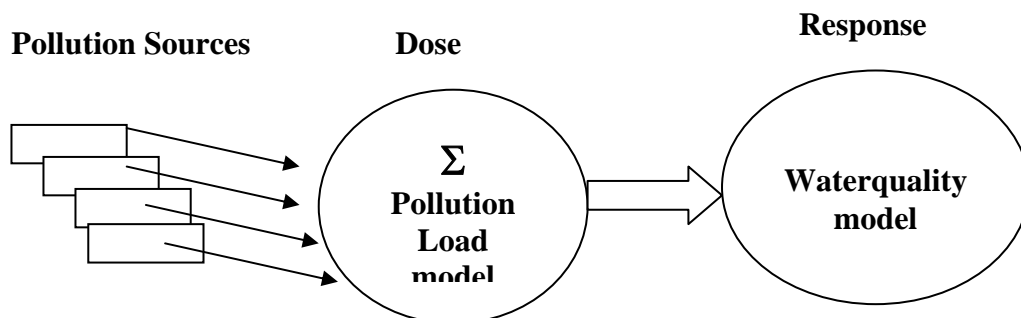 Pollution Sources
Dose
Response
Σ
Pollution
Load
model
Waterquality
model